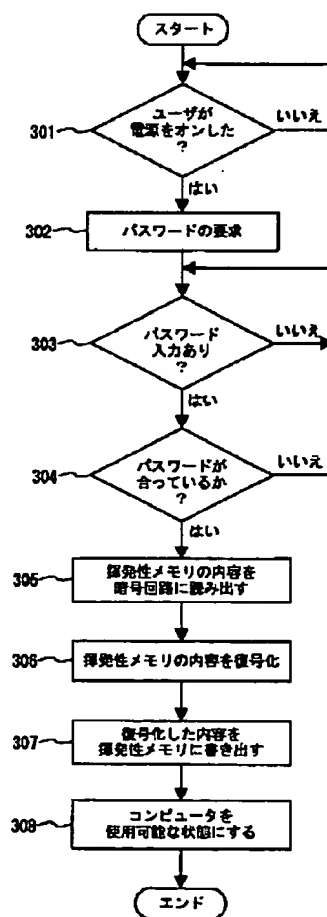 スタート
ユーザが
電源をオンした
?
いいえ
301
はい
302
パスワードの要求
パスワード
入力あり
?
いいえ
303
はい
パスワードが
合っているか
?
いいえ
304
はい
305
揮発性メモリの内容を
暗号回路に読み出す
306
揮発性メモリの内容を復号化
307
復号化した内容を
揮発性メモリに書き出す
308
コンピュータを
使用可能な状態にする
エンド